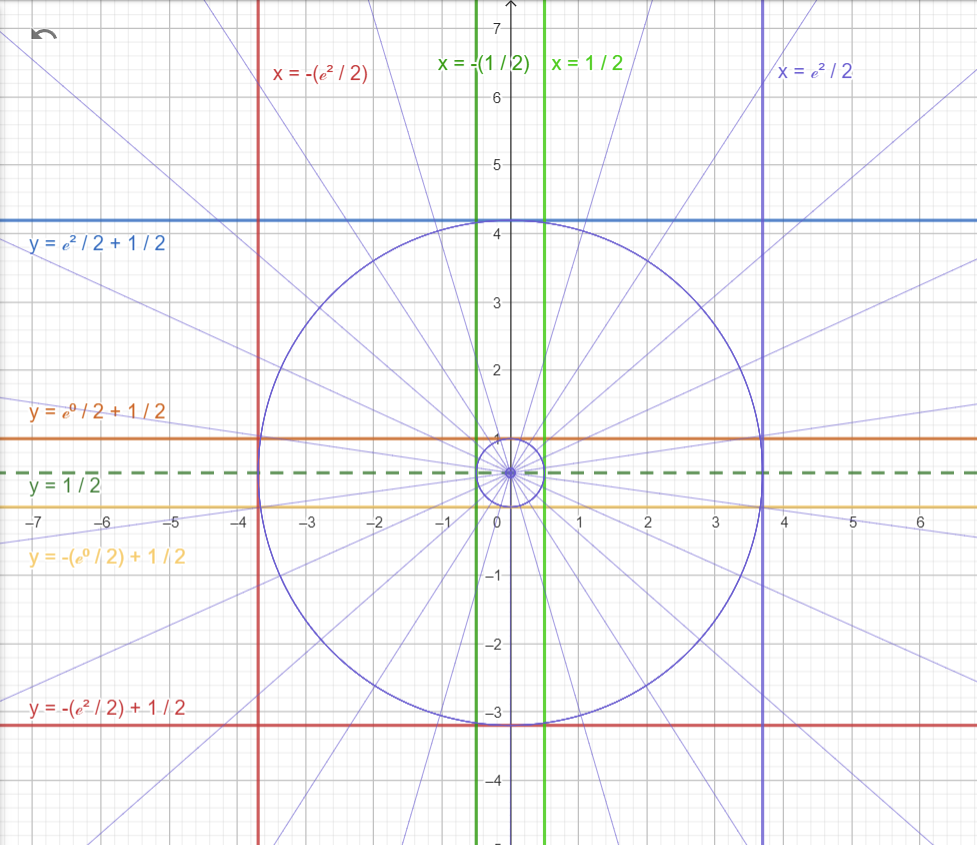 7
x = -(1 / 2)
x = 1 / 2
x = -(e² / 2)
x = e² / 2
6
5
4
y = e² / 2 + 1 / 2
3
2
y = e⁰ / 2 + 1 / 2
1
y = 1 / 2
–7 –6 –5 –4 –3 –2 –1 0 1 2 3 4 5 6
y = -(e⁰ / 2) + 1 / 2
–1
–2
y = -(e² / 2) + 1 / 2
–3
–4